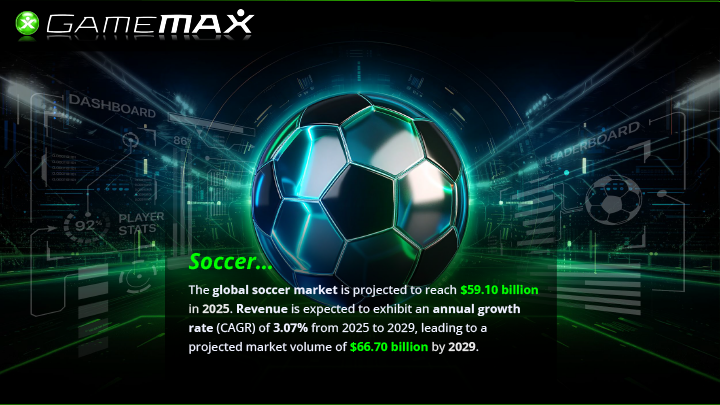 GAMEMAX
DASHBOARD
86
LEADERBOARD
92%
PLAYER
STATS
Soccer...
The global soccer market is projected to reach $59.10 billion
in 2025. Revenue is expected to exhibit an annual growth
rate (CAGR) of 3.07% from 2025 to 2029, leading to a
projected market volume of $66.70 billion by 2029.